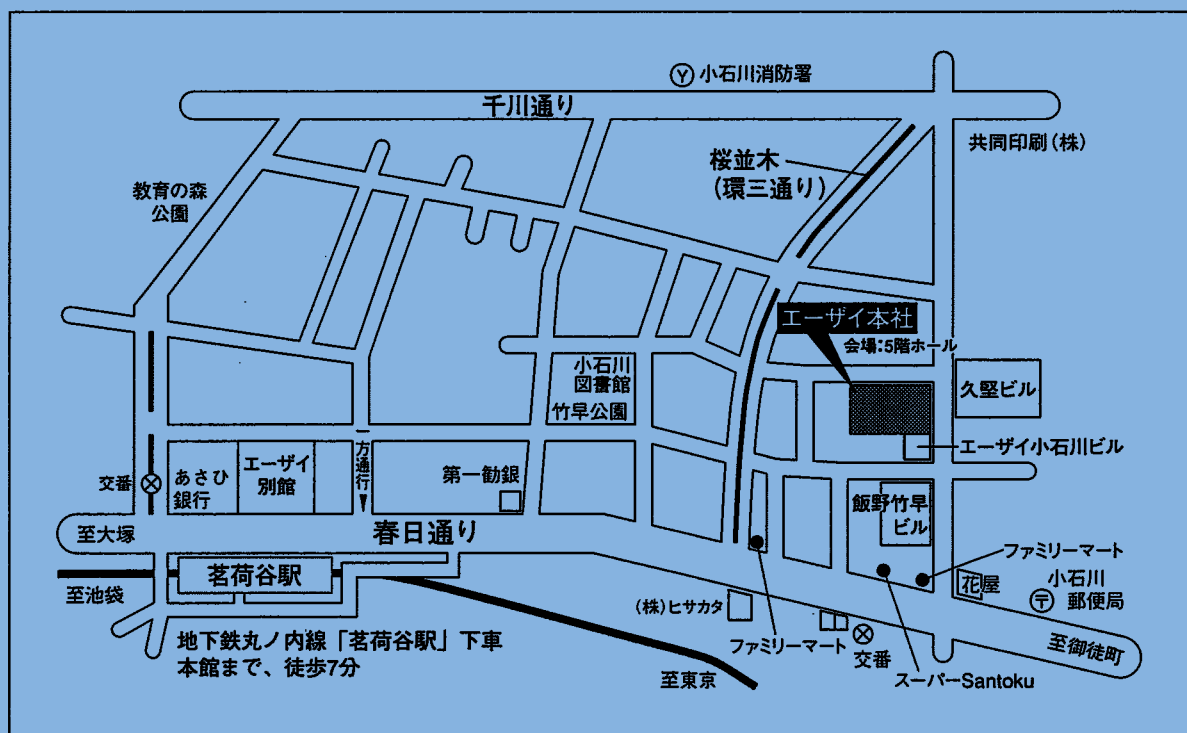 小石川消防署
千川通り
共同印刷(株)
桜並木
(環三通り)
教育の森
公園
エーザイ本社
会場:5階ホール
小石川
図書館
竹早公園
久堅ビル
エーザイ小石川ビル
一方通行
交番
あさひ
銀行
エーザイ
別館
第一勧銀
飯野竹早
ビル
至大塚
春日通り
ファミリーマート
茗荷谷駅
至池袋
花屋
小石川
郵便局
(株)ヒサカタ
地下鉄丸ノ内線「茗荷谷駅」下車
本館まで、徒歩7分
ファミリーマート
交番
至御徒町
至東京
スーパーSantoku